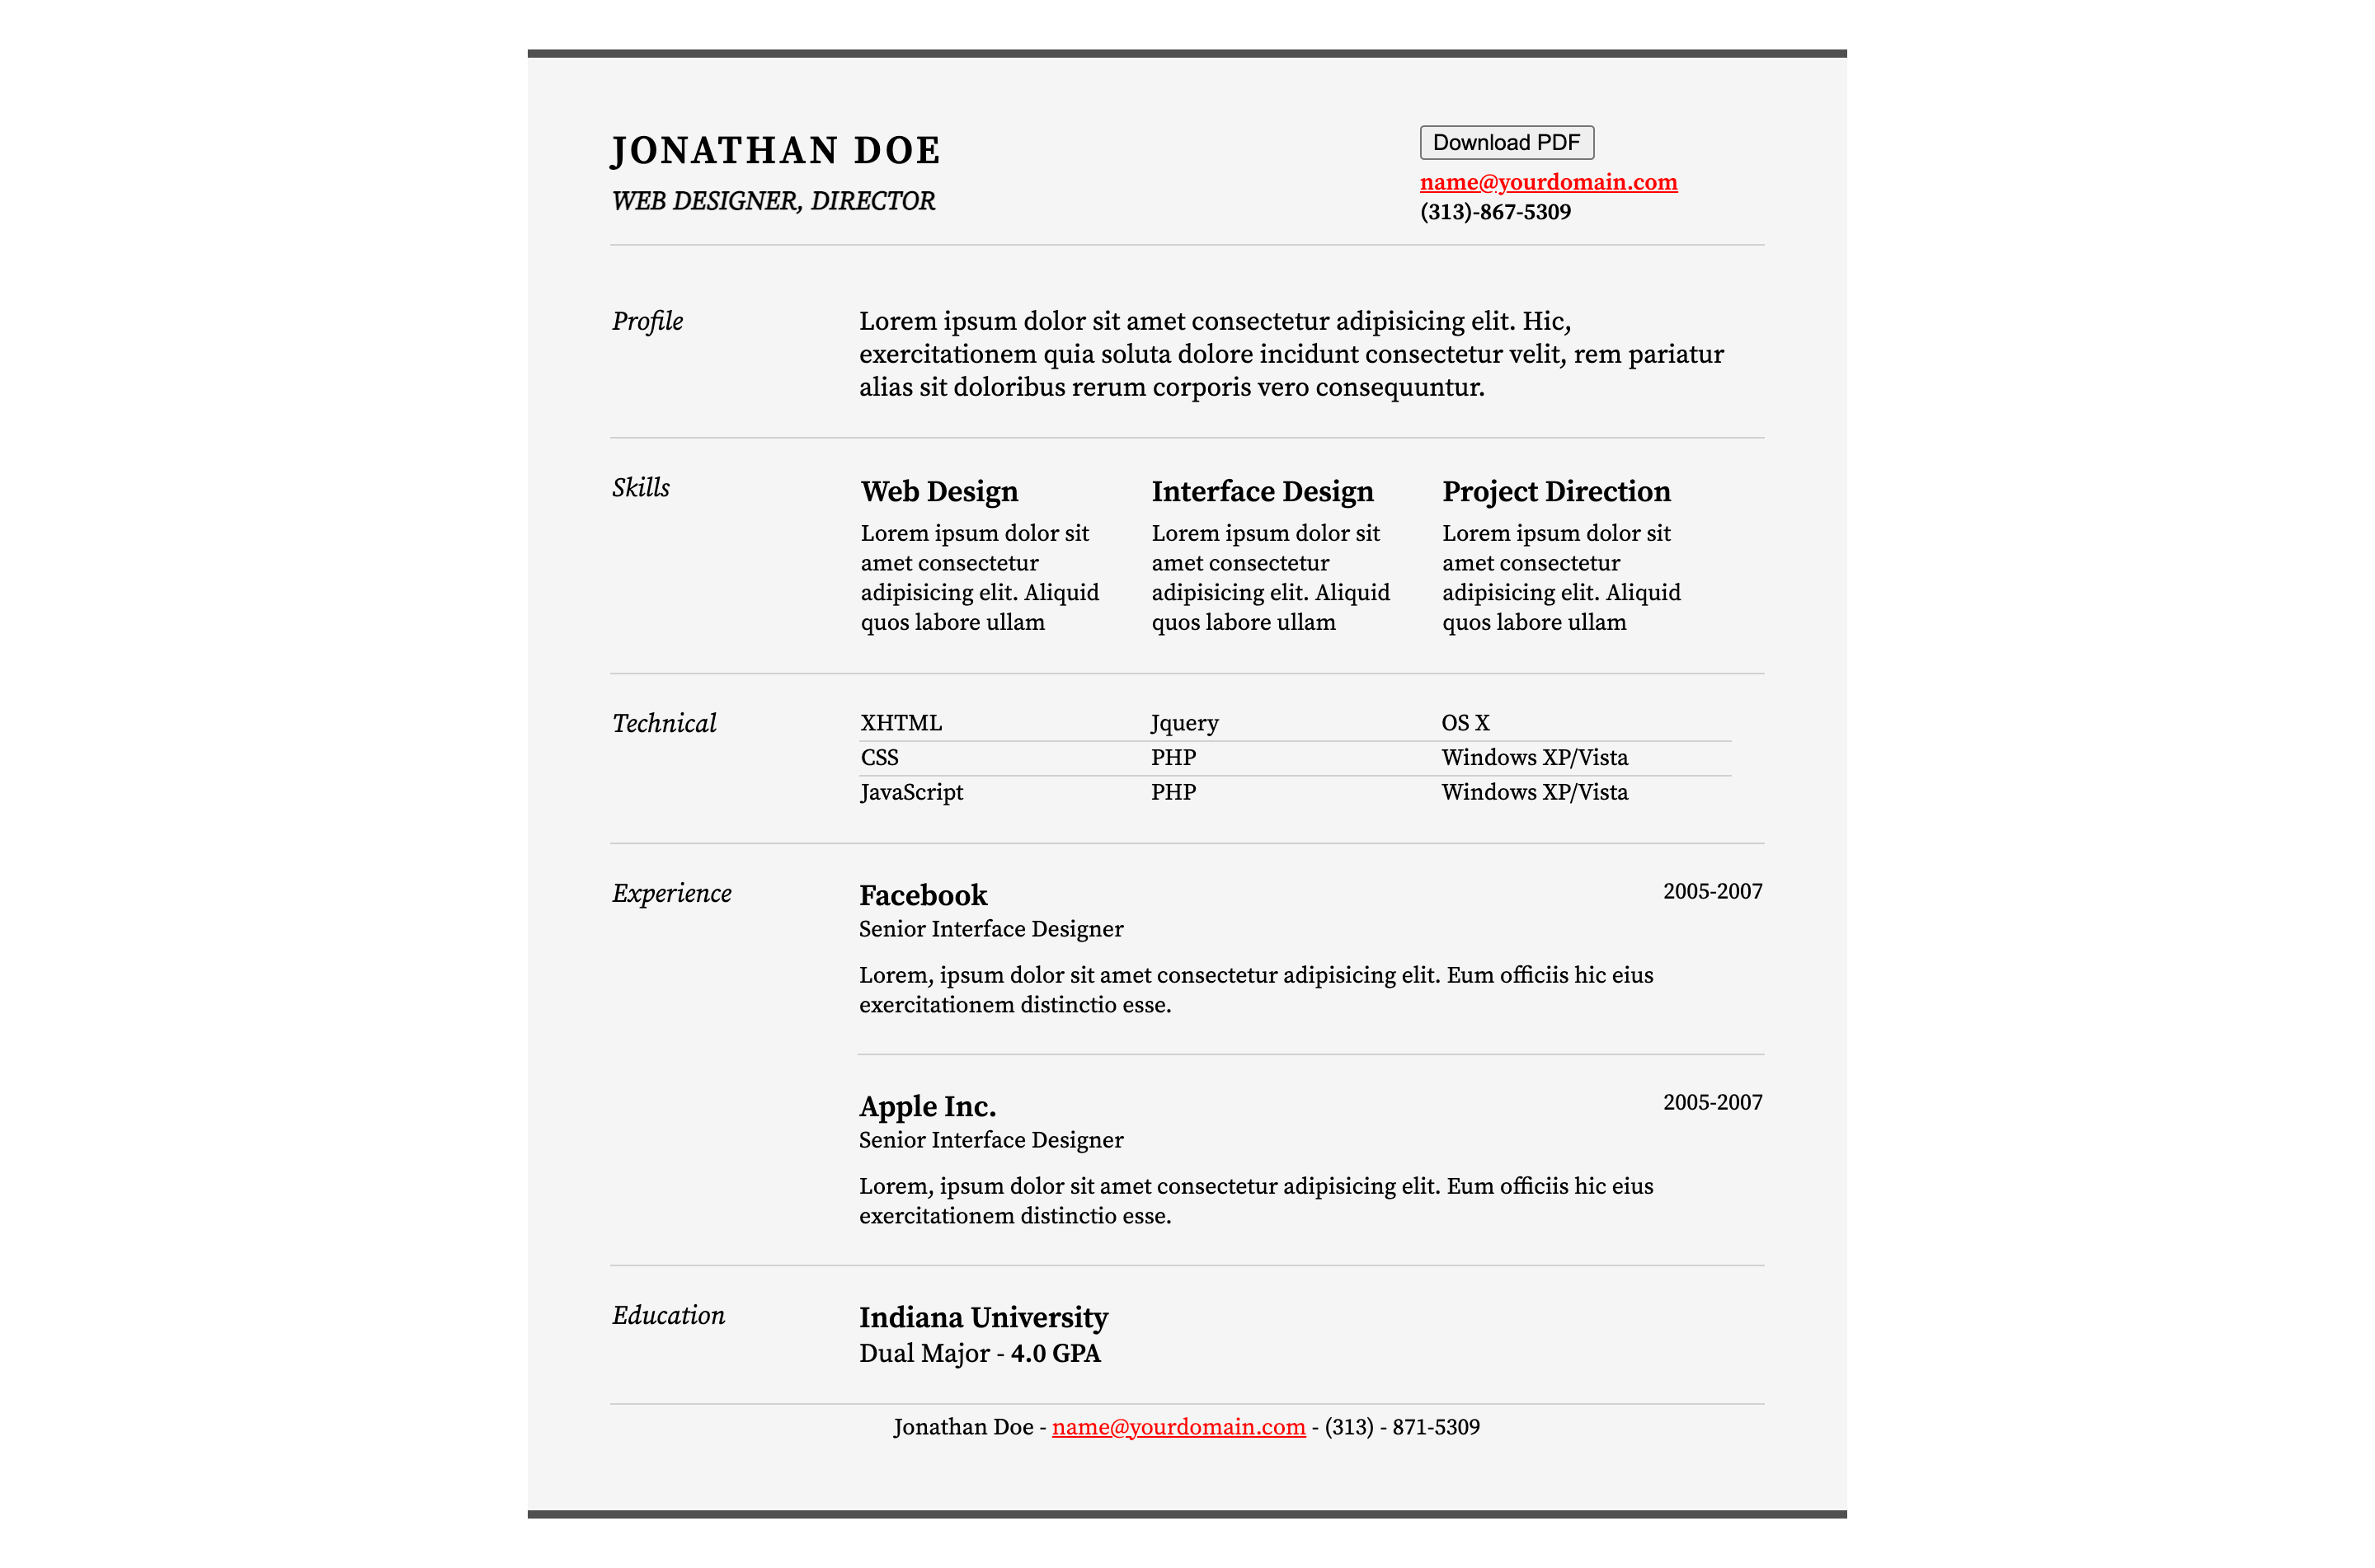 JONATHAN DOE
WEB DESIGNER, DIRECTOR
Download PDF
name@yourdomain.com
(313)-867-5309
Profile
Lorem ipsum dolor sit amet consectetur adipisicing elit. Hic,
exercitationem quia soluta dolore incidunt consectetur velit, rem pariatur
alias sit doloribus rerum corporis vero consequuntur.
Skills
Web Design
Lorem ipsum dolor sit
amet consectetur
adipisicing elit. Aliquid
quos labore ullam
Interface Design
Lorem ipsum dolor sit
amet consectetur
adipisicing elit. Aliquid
quos labore ullam
Project Direction
Lorem ipsum dolor sit
amet consectetur
adipisicing elit. Aliquid
quos labore ullam
Technical
XHTML Jquery OS X
CSS PHP Windows XP/Vista
JavaScript PHP Windows XP/Vista
Experience
Facebook 2005-2007
Senior Interface Designer
Lorem, ipsum dolor sit amet consectetur adipisicing elit. Eum officiis hic eius
exercitationem distinctio esse.
Apple Inc. 2005-2007
Senior Interface Designer
Lorem, ipsum dolor sit amet consectetur adipisicing elit. Eum officiis hic eius
exercitationem distinctio esse.
Education
Indiana University
Dual Major - 4.0 GPA
Jonathan Doe - name@yourdomain.com - (313) - 871-5309